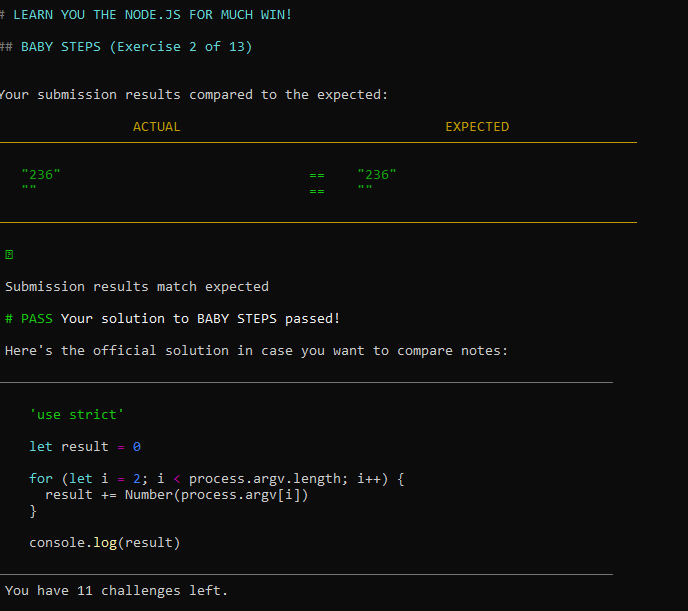 # LEARN YOU THE NODE.JS FOR MUCH WIN!
## BABY STEPS (Exercise 2 of 13)
Your submission results compared to the expected:
ACTUAL EXPECTED
"236" == "236"
"" == ""
Submission results match expected
# PASS Your solution to BABY STEPS passed!
Here's the official solution in case you want to compare notes:
'use strict'
let result = 0
for (let i = 2; i < process.argv.length; i++) {
result += Number(process.argv[i])
}
console.log(result)
You have 11 challenges left.